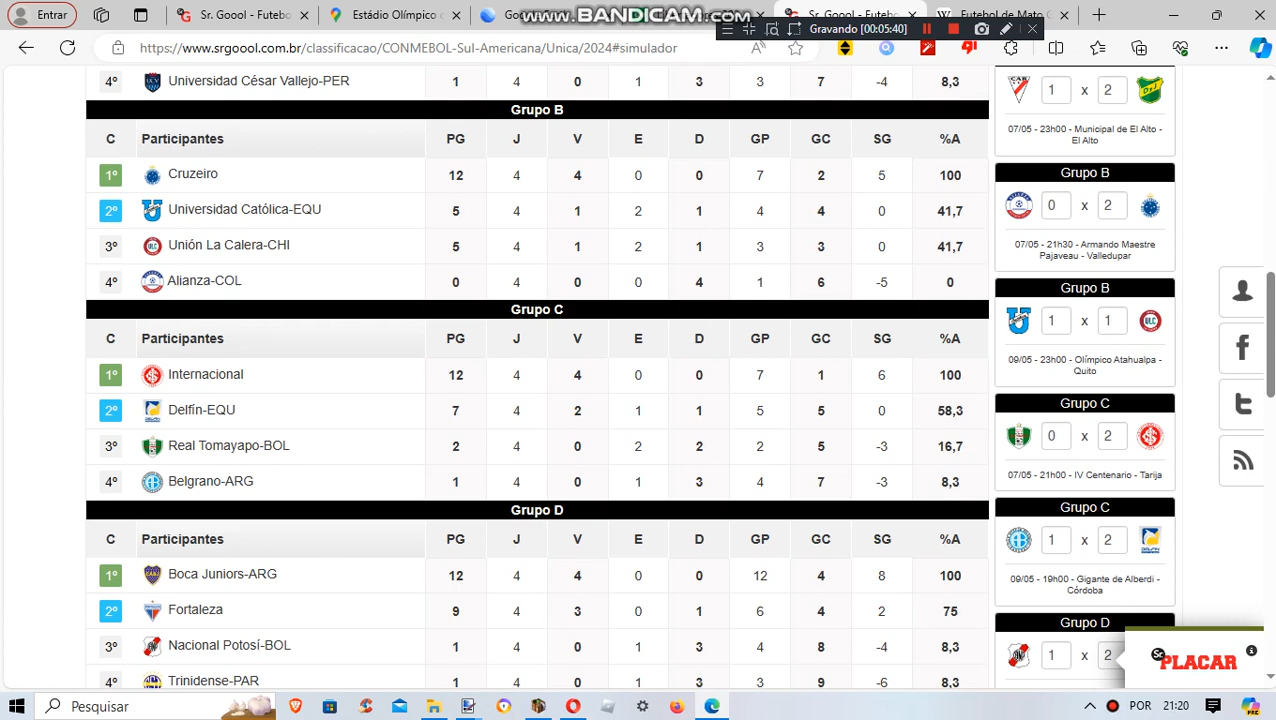 Entrar
Sr. Goool - Futebo
Estádio Olímpico
Goo
www.BANDICAM.com
Sr. Goool - Futebo
Futebol de Mato G
Gravando [00:05:40]
https://www.srgoool.com.br/classificacao/CONMEBOL-Sul-Americana/Unica/2024#simulador
4º Universidad César Vallejo-PER 1 4 0 1 3 3 7 -4 8,3
Grupo B
C Participantes PG J V E D GP GC SG %A
1º Cruzeiro 12 4 4 0 0 7 2 5 100
2º Universidad Católica-EQU 5 4 1 2 1 4 4 0 41,7
3º Unión La Calera-CHI 5 4 1 2 1 3 3 0 41,7
4º Alianza-COL 0 4 0 0 4 1 6 -5 0
Grupo C
C Participantes PG J V E D GP GC SG %A
1º Internacional 12 4 4 0 0 7 1 6 100
2º Delfín-EQU 7 4 2 1 1 5 5 0 58,3
3º Real Tomayapo-BOL 2 4 0 2 2 2 5 -3 16,7
4º Belgrano-ARG 1 4 0 1 3 4 7 -3 8,3
Grupo D
C Participantes PG J V E D GP GC SG %A
1º Boca Juniors-ARG 12 4 4 0 0 12 4 8 100
2º Fortaleza 9 4 3 0 1 6 4 2 75
3º Nacional Potosí-BOL 1 4 0 1 3 4 8 -4 8,3
4º Trinidense-PAR 1 4 0 1 3 3 9 -6 8,3
1 x 2
07/05 - 23h00 - Municipal de El Alto -
El Alto
Grupo B
0 x 2
07/05 - 21h30 - Armando Maestre
Pajaveau - Valledupar
Grupo B
1 x 1
09/05 - 23h00 - Olímpico Atahualpa -
Quito
Grupo C
0 x 2
07/05 - 21h00 - IV Centenario - Tarija
Grupo C
1 x 2
09/05 - 19h00 - Gigante de Alberdi -
Córdoba
Grupo D
1 x 2
PLACAR
Pesquisar
POR
21:20